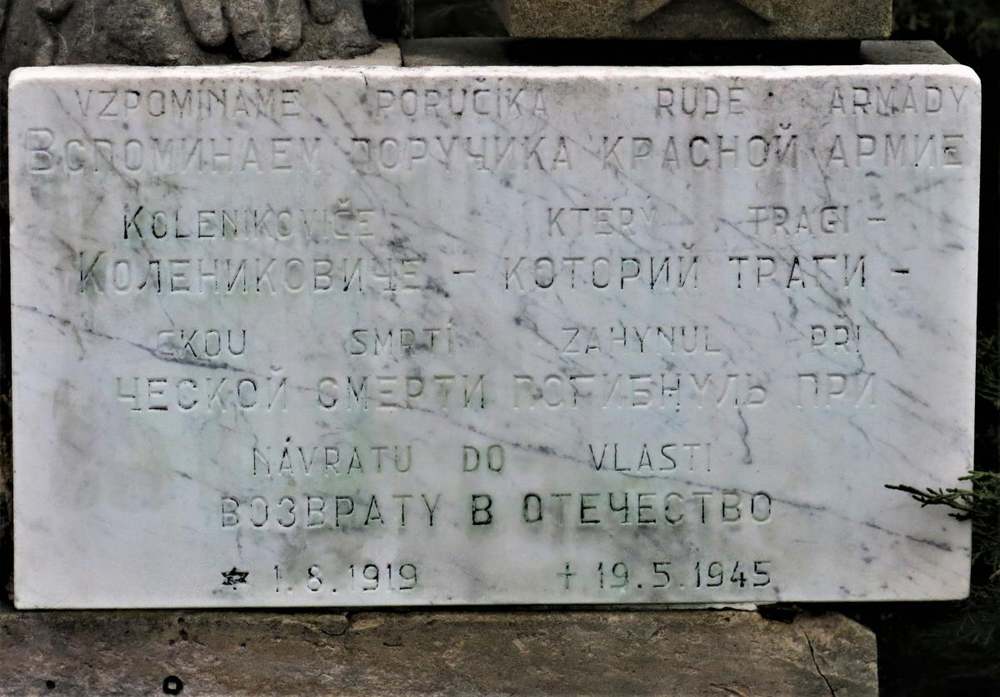 VZPOMÍNÁME PORUČÍKA RUDÉ ARMÁDY
ВСПОМИНАЕМ ПОРУЧИКА КРАСНОЙ АРМИЕ
KOLENIKOVIČE KTERÝ TRAGI-
КОЛЕНИКОВИЧЕ - КОТОРИЙ ТРАГИ-
CKOU SMRTÍ ZAHYNUL PŘI
ЧЕСКОЙ СМЕРТИ ПОГИБНУЛЬ ПРИ
NÁVRATU DO VLASTI
ВОЗВРАТУ В ОТЕЧЕСТВО
* 1.8.1919 † 19.5.1945